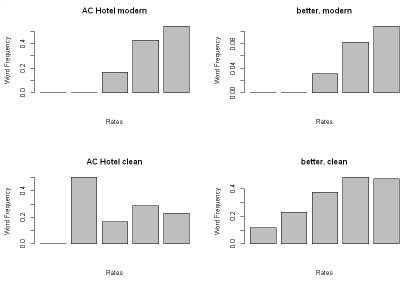 AC Hotel modern
Word Frequency
0.0 0.2 0.4
Rates
better, modern
Word Frequency
0.00 0.04 0.08
Rates
AC Hotel clean
Word Frequency
0.0 0.2 0.4
Rates
better, clean
Word Frequency
0.0 0.2 0.4
Rates